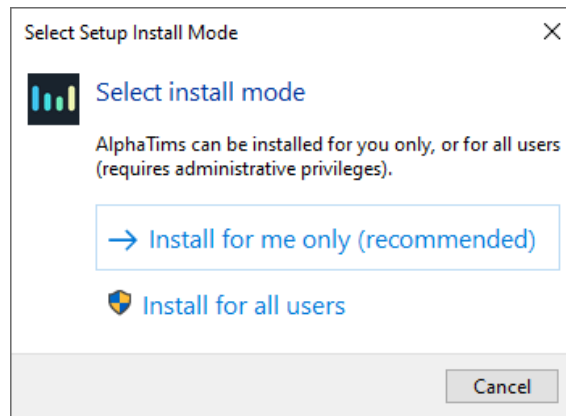 Select Setup Install Mode
Select install mode
AlphaTims can be installed for you only, or for all users
(requires administrative privileges).
Install for me only (recommended)
Install for all users
Cancel